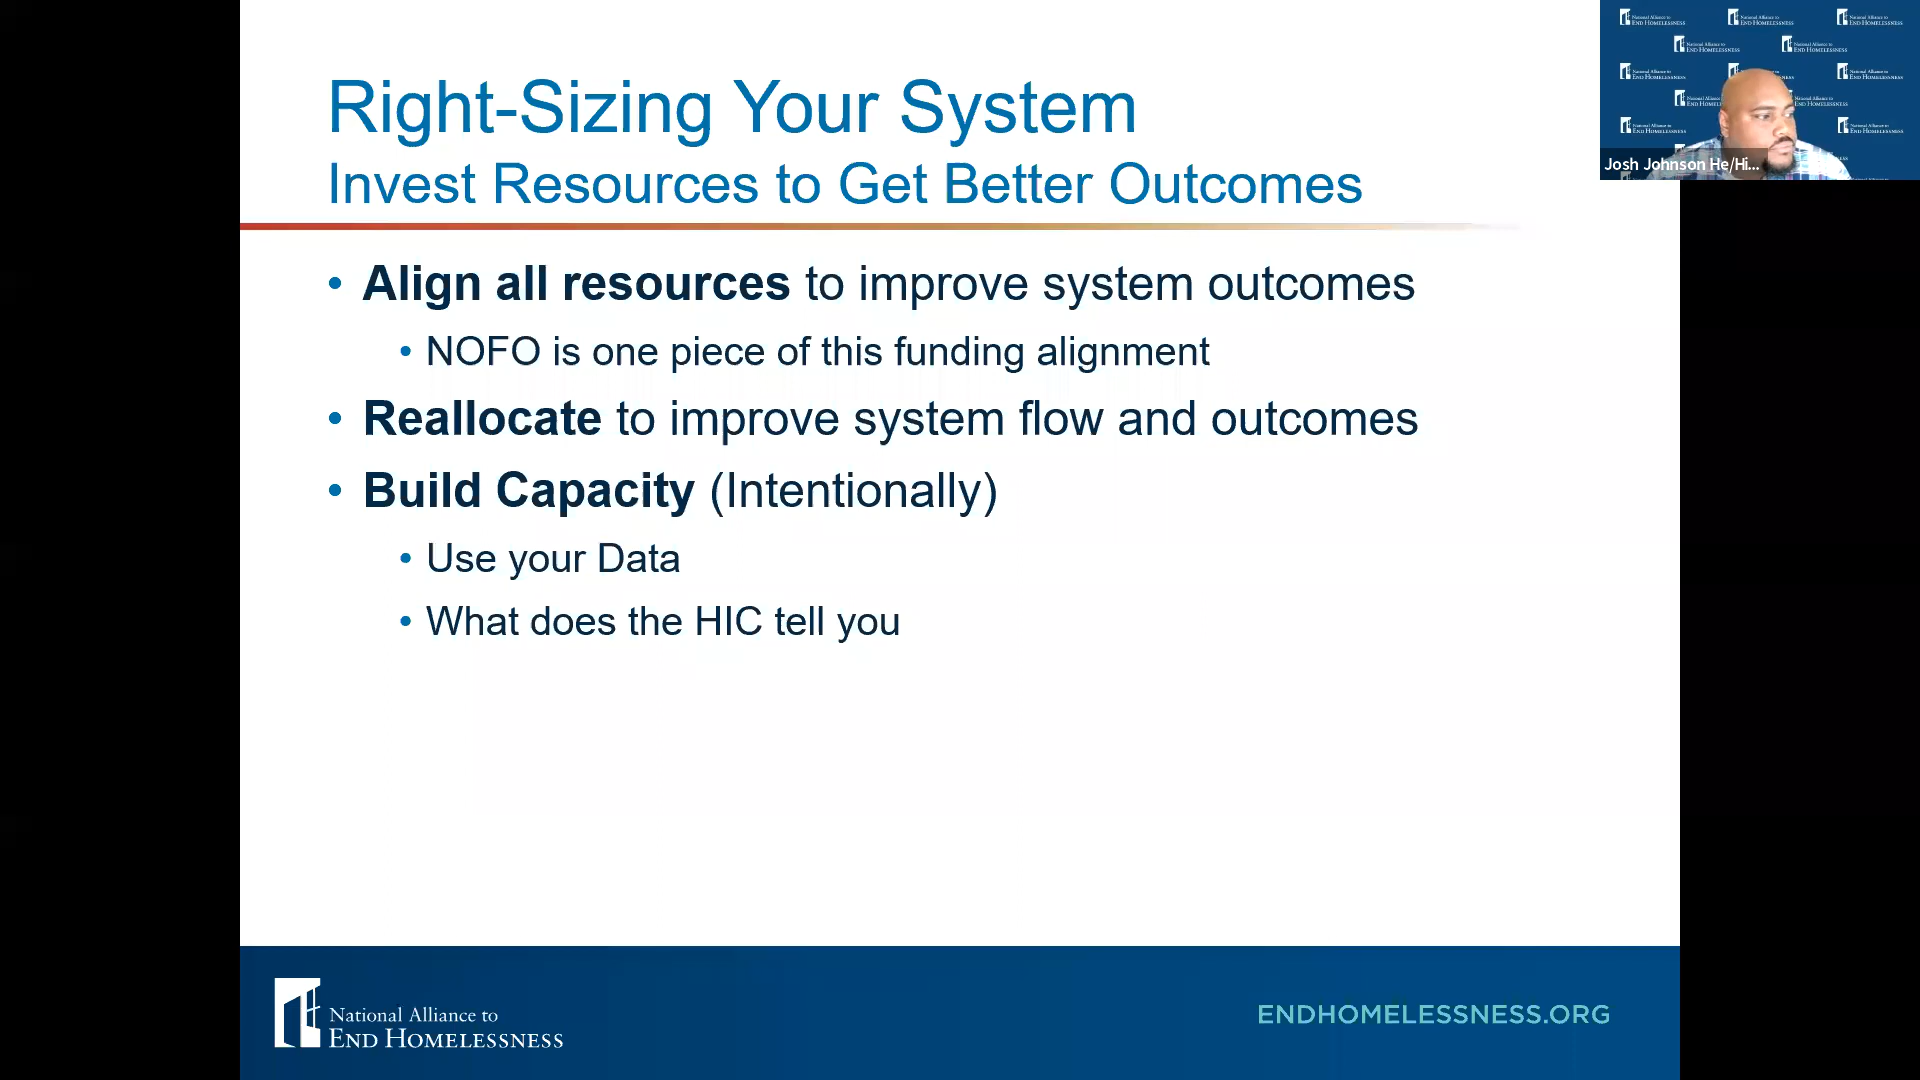 Right-Sizing Your System
Invest Resources to Get Better Outcomes
• Align all resources to improve system outcomes
• NOFO is one piece of this funding alignment
• Reallocate to improve system flow and outcomes
• Build Capacity (Intentionally)
• Use your Data
• What does the HIC tell you
National Alliance to
END HOMELESSNESS
ENDHOMELESSNESS.ORG
National Alliance to
END HOMELESSNESS
Josh Johnson He/Hi...